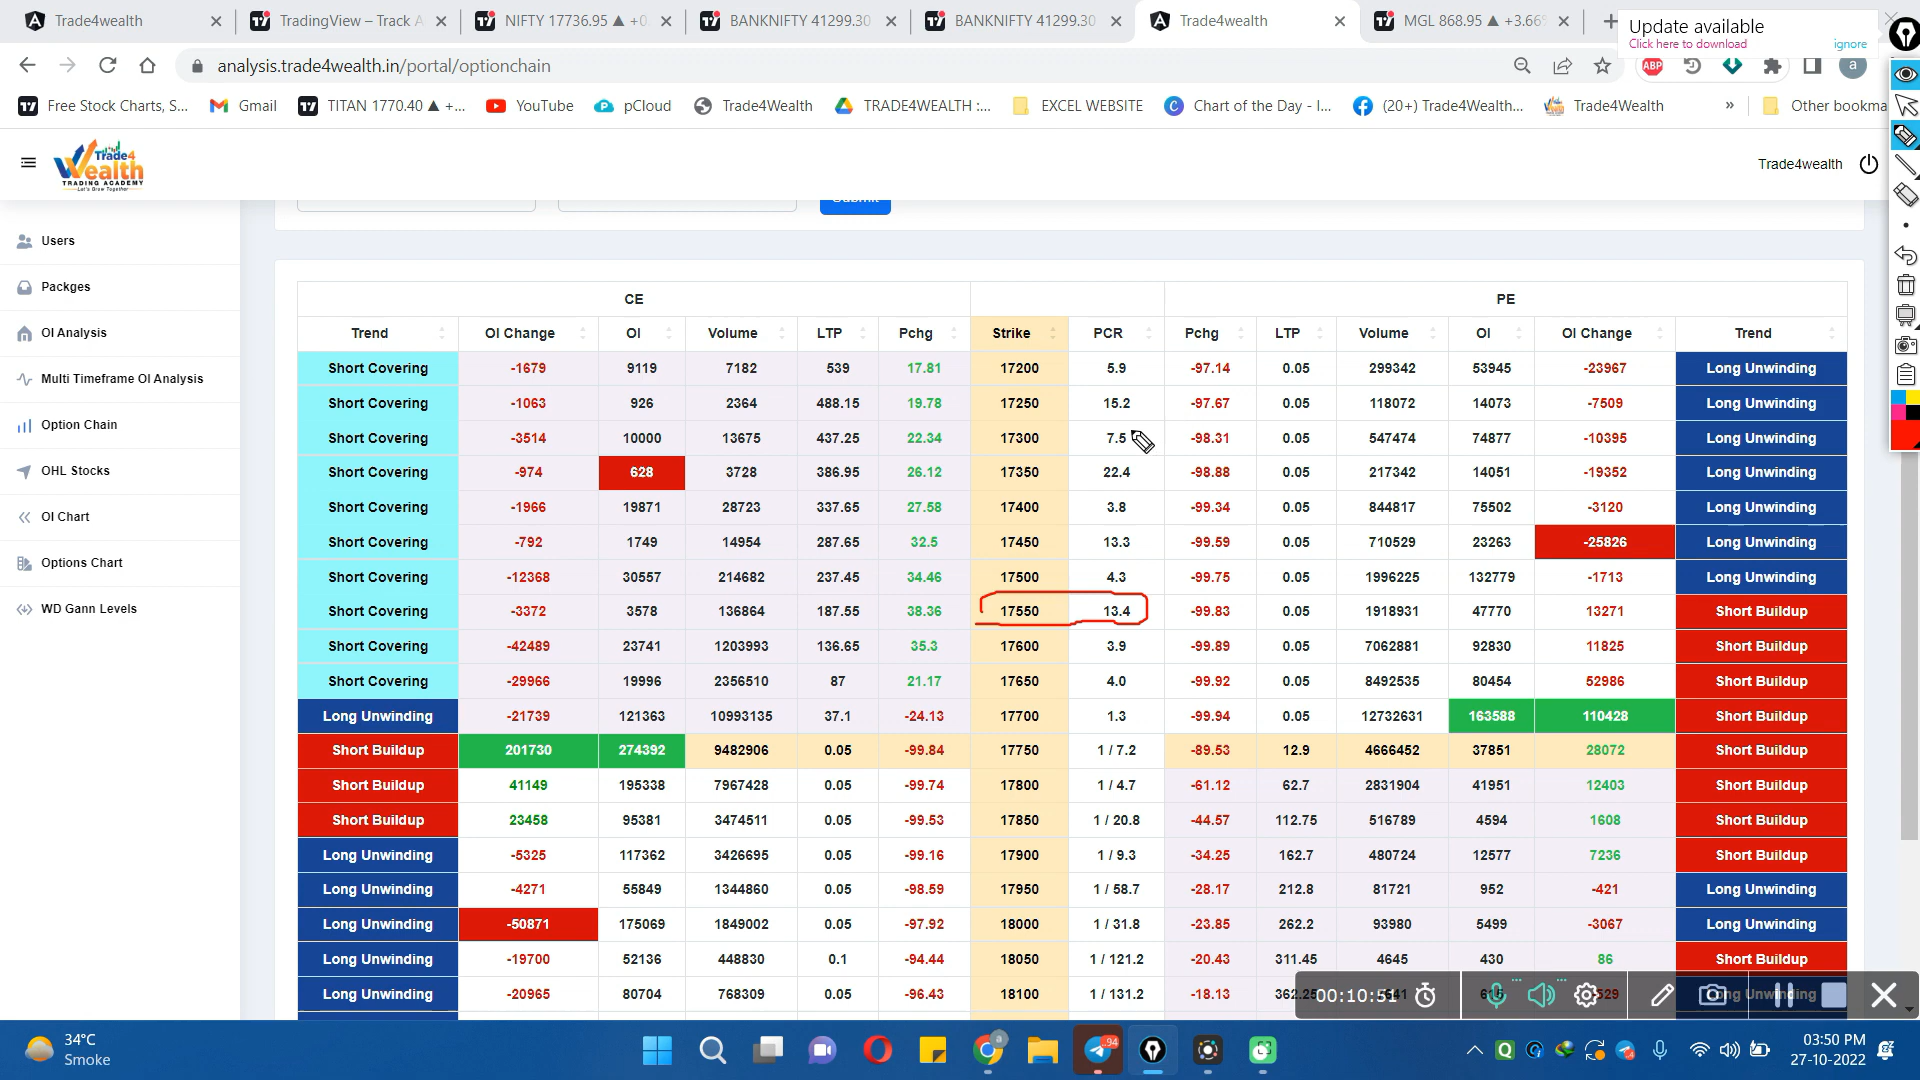 Trade4wealth
TradingView – Track A
NIFTY 17736.95 ▲ +0
BANKNIFTY 41299.30
BANKNIFTY 41299.30
Trade4wealth
MGL 868.95 ▲ +3.66%
Update available
Click here to download
ignore
analysis.trade4wealth.in/portal/optionchain
ABP
a
Free Stock Charts, S...
Gmail
TITAN 1770.40 ▲ +...
YouTube
pCloud
Trade4Wealth
TRADE4WEALTH :...
EXCEL WEBSITE
Chart of the Day - I...
(20+) Trade4Wealth...
Trade4Wealth
»
Other bookma
Trade4
Wealth
TRADING ACADEMY
Let's Grow Together
Trade4wealth
Submit
Users
Packges
OI Analysis
Multi Timeframe OI Analysis
Option Chain
OHL Stocks
OI Chart
Options Chart
WD Gann Levels
CE PE
Trend OI Change OI Volume LTP Pchg Strike PCR Pchg LTP Volume OI OI Change Trend
Short Covering -1679 9119 7182 539 17.81 17200 5.9 -97.14 0.05 299342 53945 -23967 Long Unwinding
Short Covering -1063 926 2364 488.15 19.78 17250 15.2 -97.67 0.05 118072 14073 -7509 Long Unwinding
Short Covering -3514 10000 13675 437.25 22.34 17300 7.5 -98.31 0.05 547474 74877 -10395 Long Unwinding
Short Covering -974 628 3728 386.95 26.12 17350 22.4 -98.88 0.05 217342 14051 -19352 Long Unwinding
Short Covering -1966 19871 28723 337.65 27.58 17400 3.8 -99.34 0.05 844817 75502 -3120 Long Unwinding
Short Covering -792 1749 14954 287.65 32.5 17450 13.3 -99.59 0.05 710529 23263 -25826 Long Unwinding
Short Covering -12368 30557 214682 237.45 34.46 17500 4.3 -99.75 0.05 1996225 132779 -1713 Long Unwinding
Short Covering -3372 3578 136864 187.55 38.36 17550 13.4 -99.83 0.05 1918931 47770 13271 Short Buildup
Short Covering -42489 23741 1203993 136.65 35.3 17600 3.9 -99.89 0.05 7062881 92830 11825 Short Buildup
Short Covering -29966 19996 2356510 87 21.17 17650 4.0 -99.92 0.05 8492535 80454 52986 Short Buildup
Long Unwinding -21739 121363 10993135 37.1 -24.13 17700 1.3 -99.94 0.05 12732631 163588 110428 Short Buildup
Short Buildup 201730 274392 9482906 0.05 -99.84 17750 1 / 7.2 -89.53 12.9 4666452 37851 28072 Short Buildup
Short Buildup 41149 195338 7967428 0.05 -99.74 17800 1 / 4.7 -61.12 62.7 2831904 41951 12403 Short Buildup
Short Buildup 23458 95381 3474511 0.05 -99.53 17850 1 / 20.8 -44.57 112.75 516789 4594 1608 Short Buildup
Long Unwinding -5325 117362 3426695 0.05 -99.16 17900 1 / 9.3 -34.25 162.7 480724 12577 7236 Short Buildup
Long Unwinding -4271 55849 1344860 0.05 -98.59 17950 1 / 58.7 -28.17 212.8 81721 952 -421 Long Unwinding
Long Unwinding -50871 175069 1849002 0.05 -97.92 18000 1 / 31.8 -23.85 262.2 93980 5499 -3067 Long Unwinding
Long Unwinding -19700 52136 448830 0.1 -94.44 18050 1 / 121.2 -20.43 311.45 4645 430 86 Short Buildup
Long Unwinding -20965 80704 768309 0.05 -96.43 18100 1 / 131.2 -18.13
00:10:51
34°C
Smoke
94
03:50 PM
27-10-2022